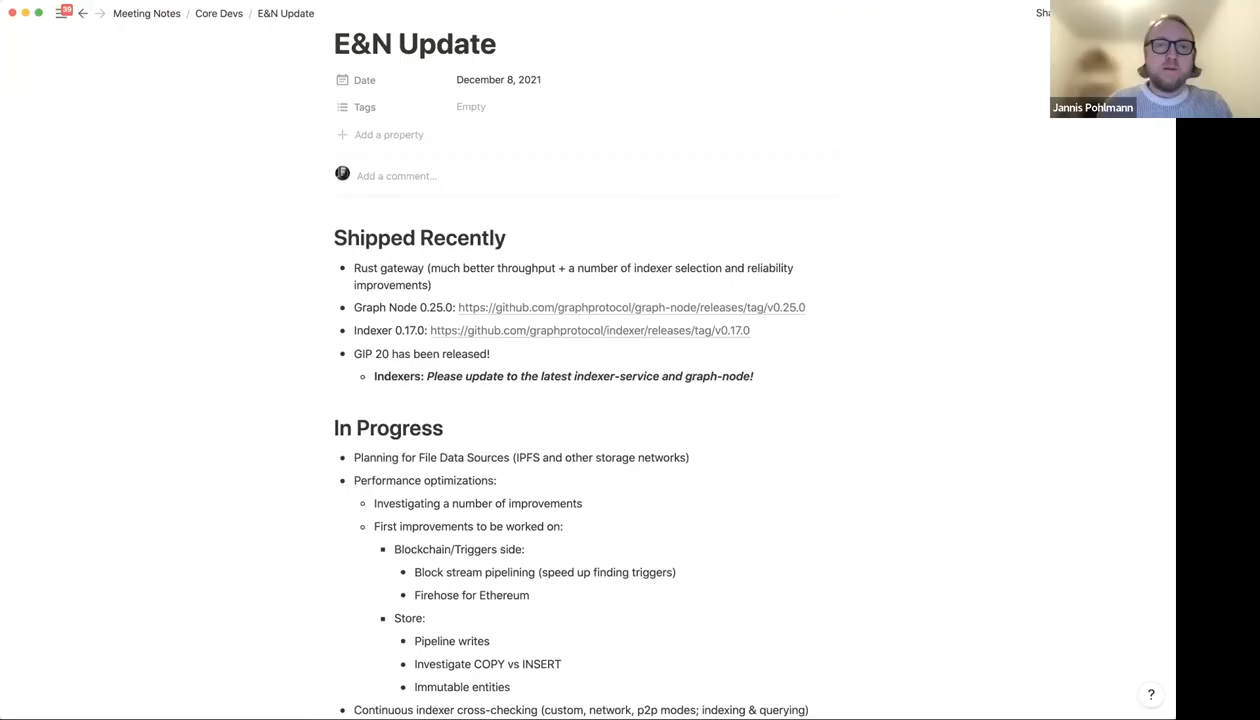 39
Meeting Notes / Core Devs / E&N Update
E&N Update
Date December 8, 2021
Tags Empty
Add a property
Add a comment...
Jannis Pohlmann
Shipped Recently
• Rust gateway (much better throughput + a number of indexer selection and reliability
improvements)
• Graph Node 0.25.0: https://github.com/graphprotocol/graph-node/releases/tag/v0.25.0
• Indexer 0.17.0: https://github.com/graphprotocol/indexer/releases/tag/v0.17.0
• GIP 20 has been released!
◦ Indexers: Please update to the latest indexer-service and graph-node!
In Progress
• Planning for File Data Sources (IPFS and other storage networks)
• Performance optimizations:
◦ Investigating a number of improvements
◦ First improvements to be worked on:
▪ Blockchain/Triggers side:
• Block stream pipelining (speed up finding triggers)
• Firehose for Ethereum
▪ Store:
• Pipeline writes
• Investigate COPY vs INSERT
• Immutable entities
• Continuous indexer cross-checking (custom, network, p2p modes; indexing & querying)
?